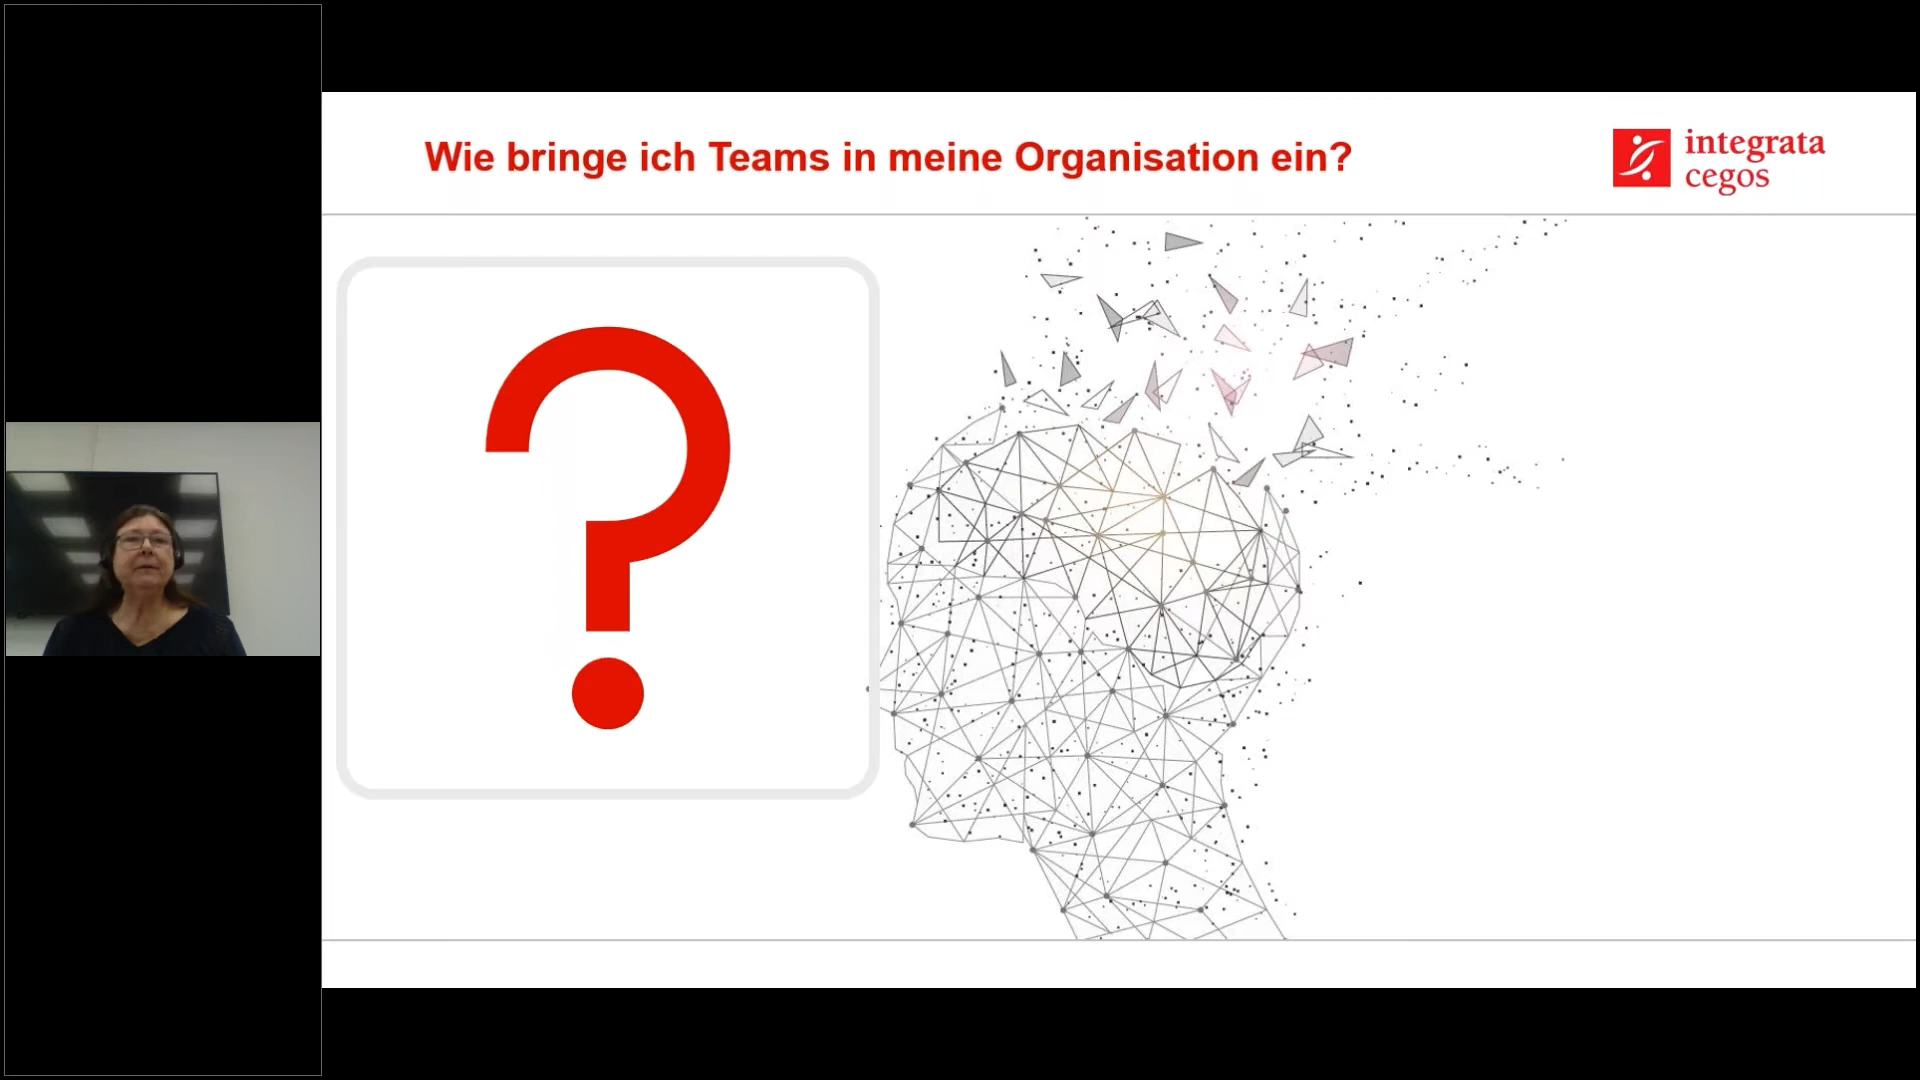 Wie bringe ich Teams in meine Organisation ein?
integrata
cegos
?